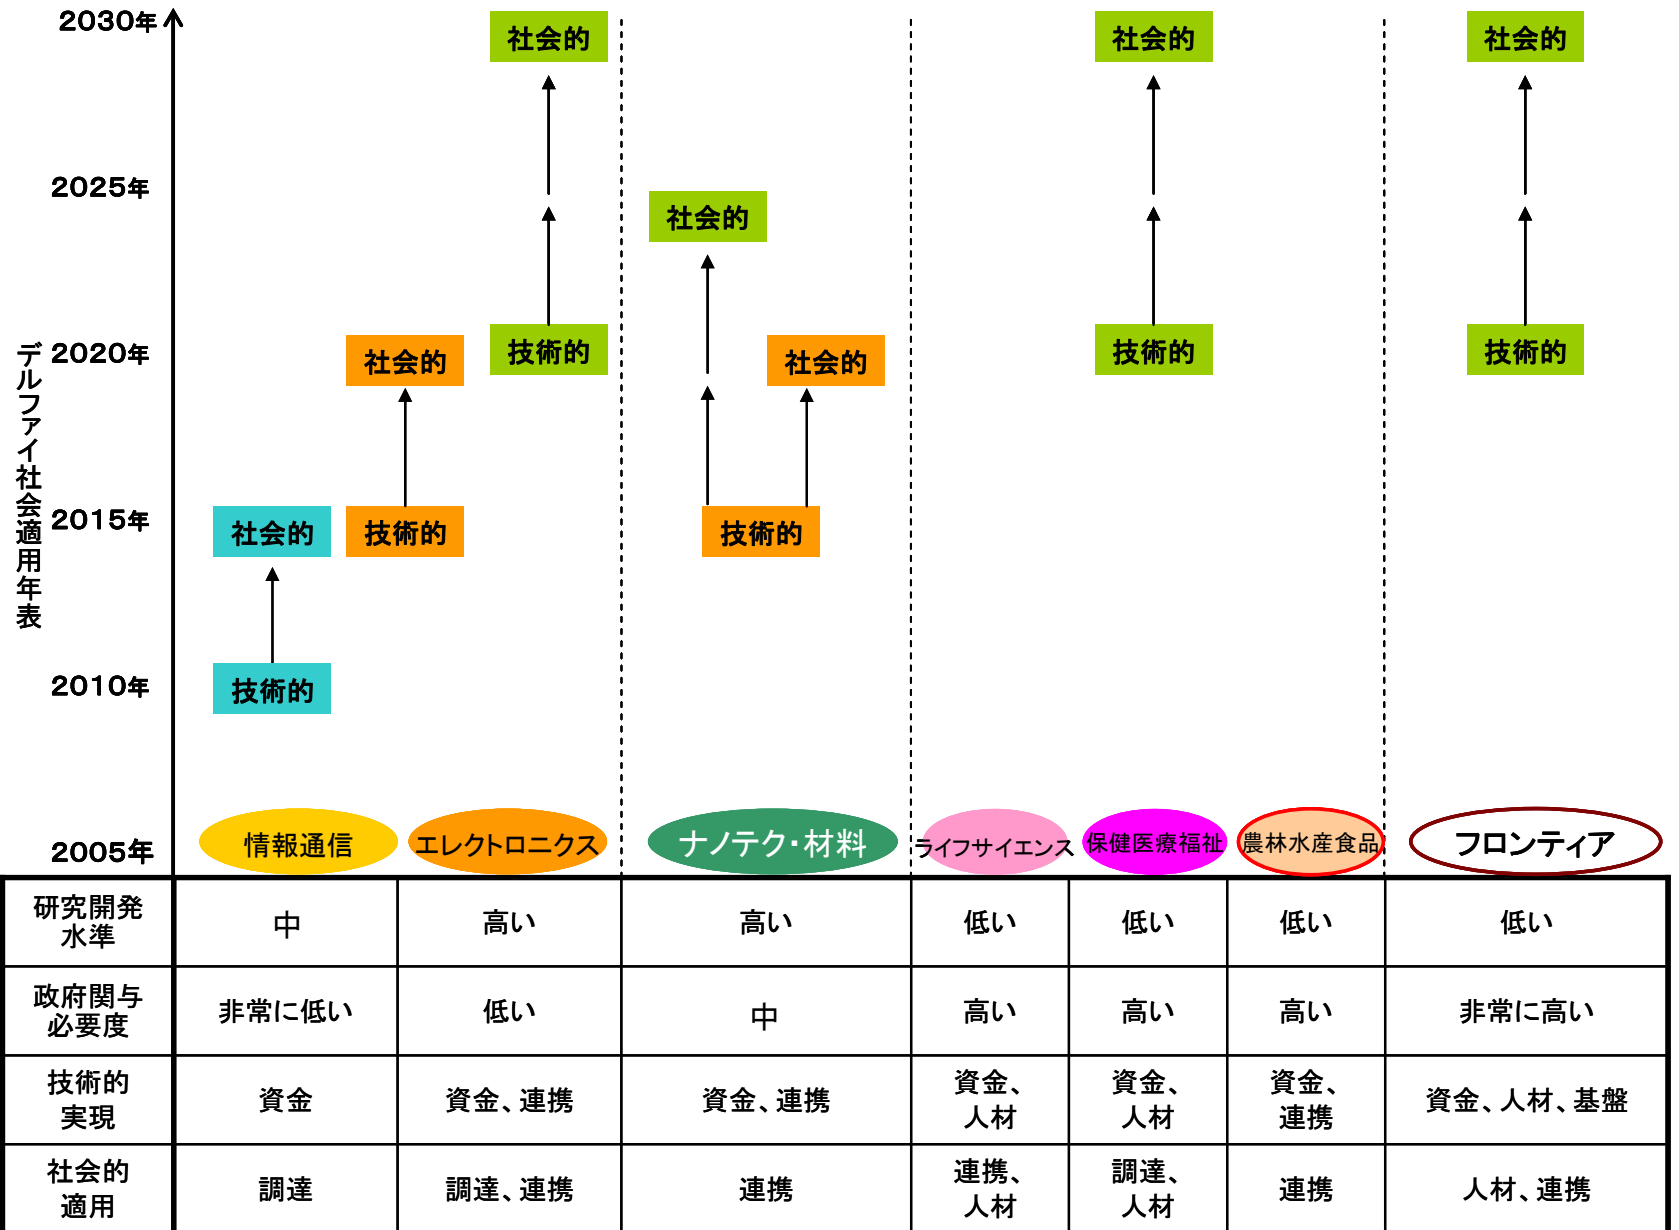 2030年
社会的
社会的
社会的
2025年
社会的
デルファイ社会適用年表
2020年
社会的
技術的
社会的
技術的
技術的
2015年
社会的
技術的
技術的
2010年
技術的
2005年
情報通信
エレクトロニクス
ナノテク・材料
ライフサイエンス
保健医療福祉
農林水産食品
フロンティア
研究開発
水準
中
高い
高い
低い
低い
低い
低い
政府関与
必要度
非常に低い
低い
中
高い
高い
高い
非常に高い
技術的
実現
資金
資金、連携
資金、連携
資金、
人材
資金、
人材
資金、
連携
資金、人材、基盤
社会的
適用
調達
調達、連携
連携
連携、
人材
調達、
人材
連携
人材、連携